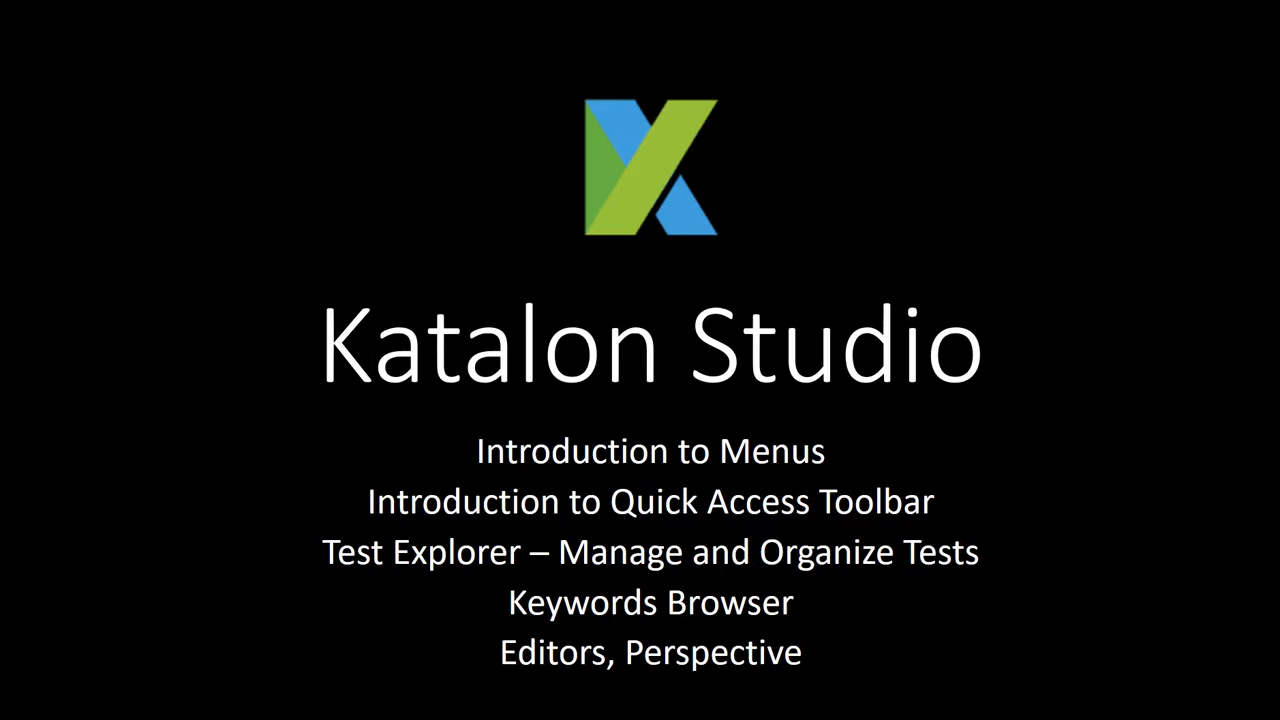 Katalon Studio
Introduction to Menus
Introduction to Quick Access Toolbar
Test Explorer – Manage and Organize Tests
Keywords Browser
Editors, Perspective